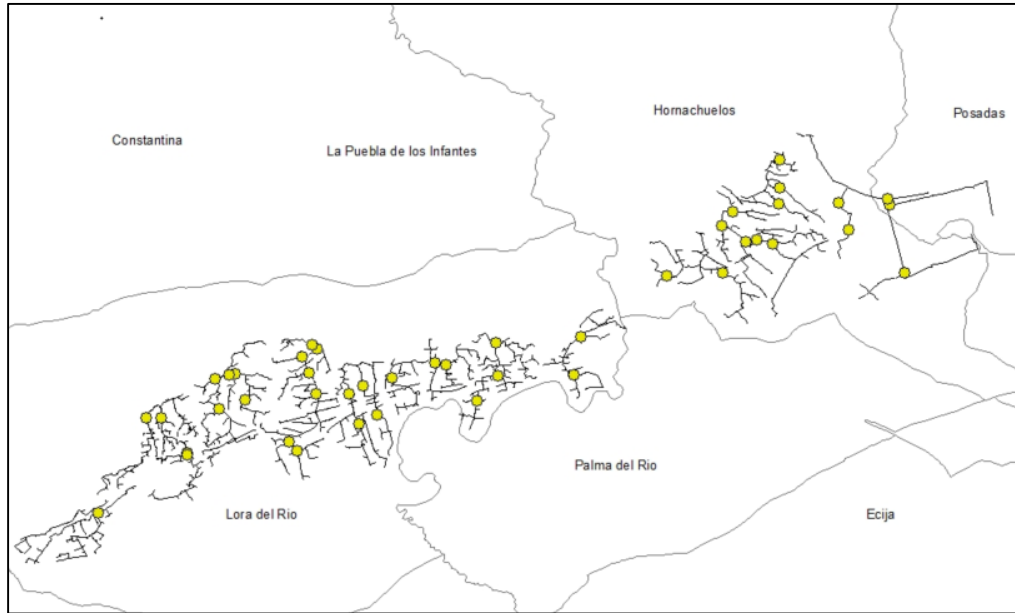 Hornachuelos
Posadas
Constantina
La Puebla de los Infantes
Palma del Rio
Lora del Rio
Ecija